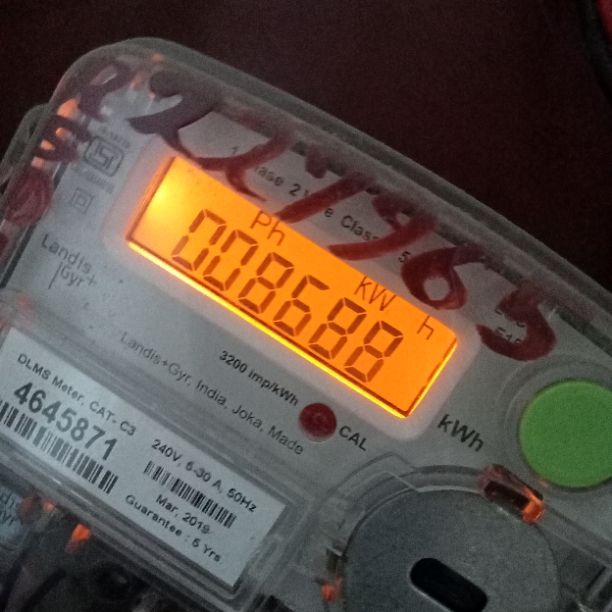 R227965
Landis+
Gyr
Ph kW h
008688
3200 imp/kWh
CAL
kWh
Landis+Gyr, India, Joka, Made
DLMS Meter, CAT. C3
4645871
240V, 5-30 A, 50Hz
Mar, 2019
Guarantee : 5 Yrs